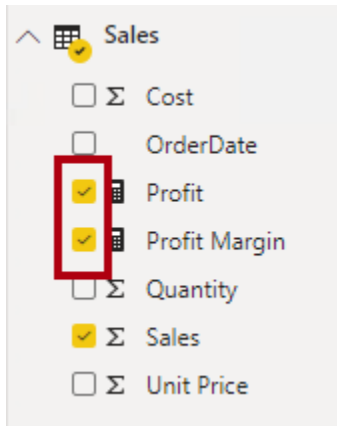 Sales
Σ Cost
OrderDate
Profit
Profit Margin
Σ Quantity
Σ Sales
Σ Unit Price